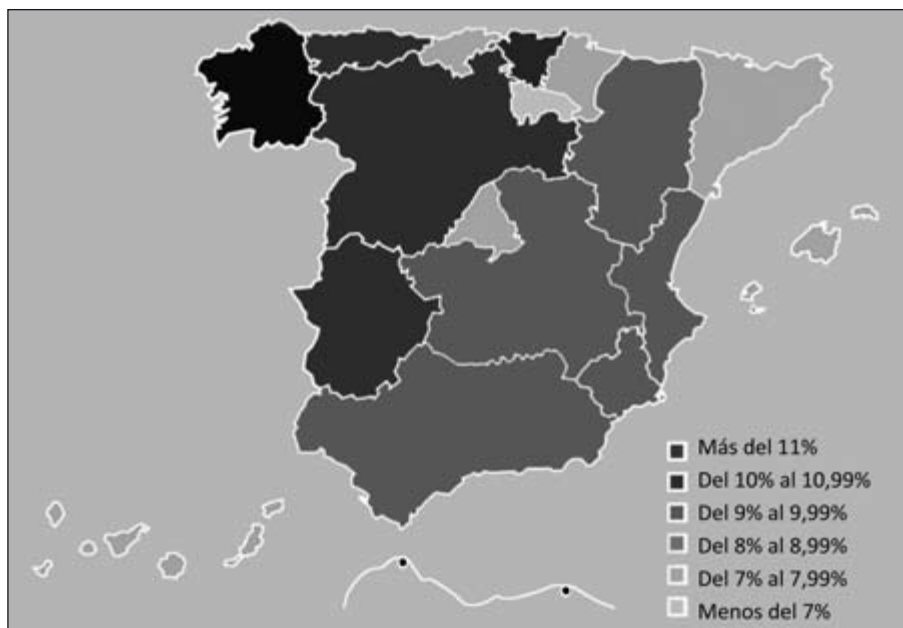 Más del 11%
Del 10% al 10,99%
Del 9% al 9,99%
Del 8% al 8,99%
Del 7% al 7,99%
Menos del 7%